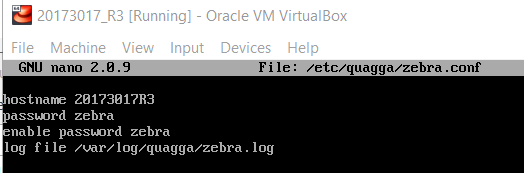 20173017_R3 [Running] - Oracle VM VirtualBox
File Machine View Input Devices Help
GNU nano 2.0.9 File: /etc/quagga/zebra.conf
hostname 20173017R3
password zebra
enable password zebra
log file /var/log/quagga/zebra.log